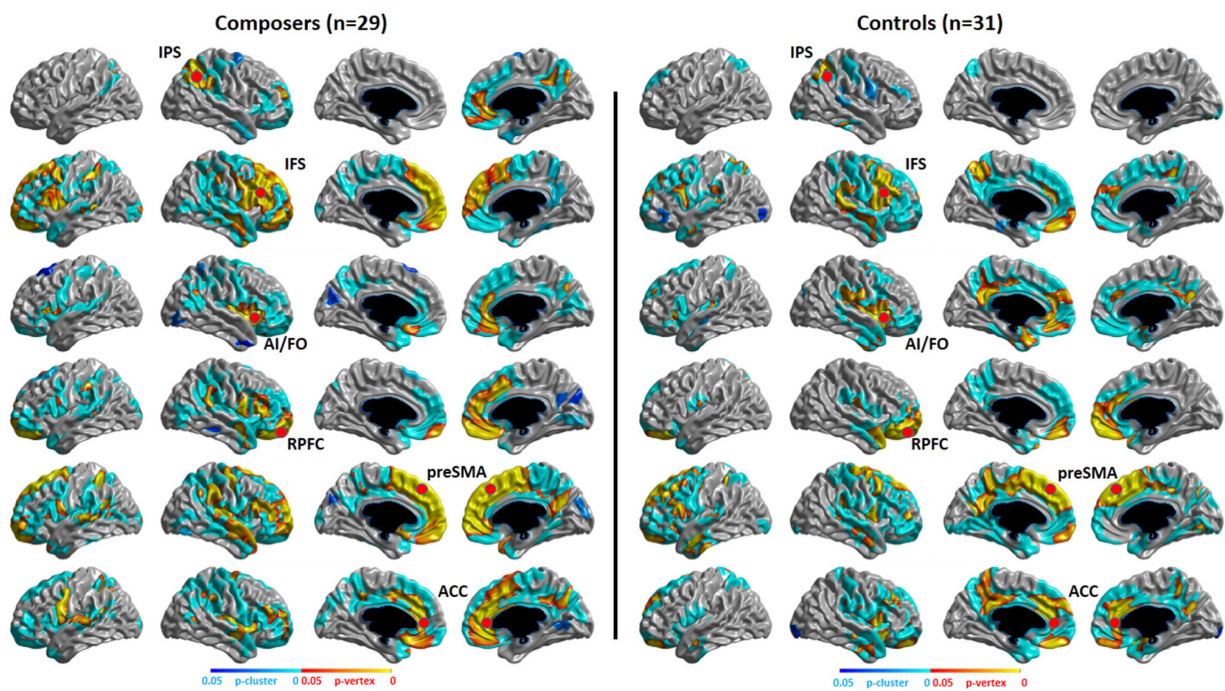 Composers (n=29)
Controls (n=31)
IPS
IPS
IFS
IFS
AI/FO
AI/FO
RPFC
RPFC
preSMA
preSMA
ACC
ACC
0.05 p-cluster 0 0.05 p-vertex 0
0.05 p-cluster 0 0.05 p-vertex 0